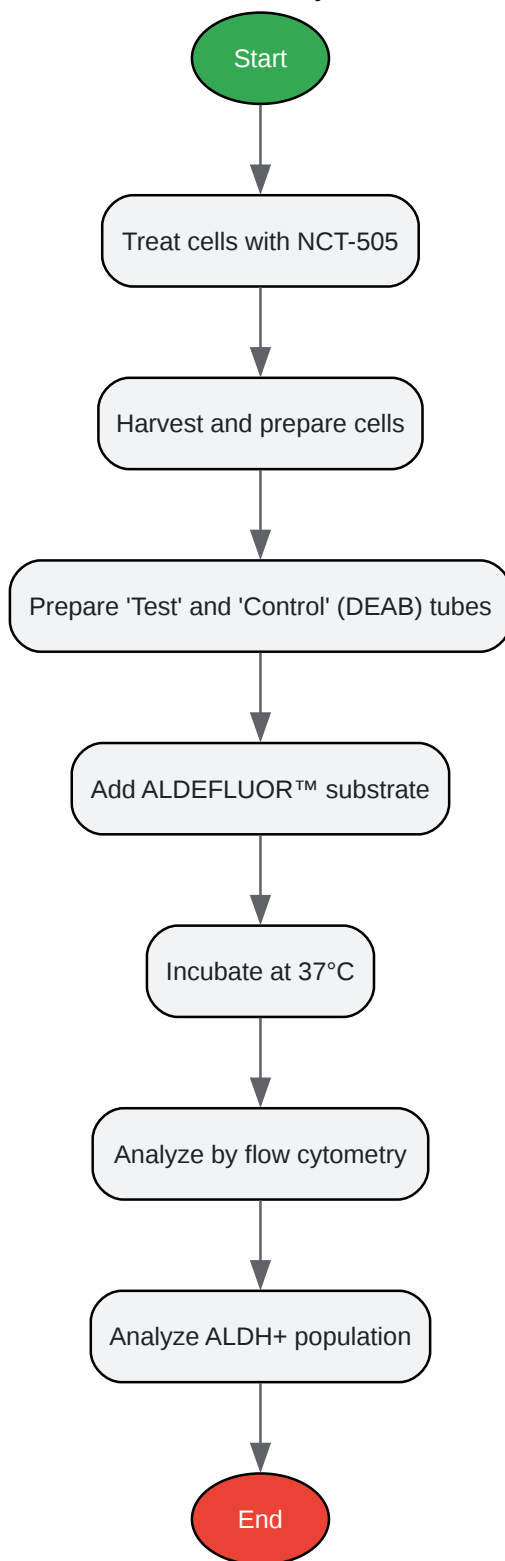 Start
Treat cells with NCT-505
Harvest and prepare cells
Prepare 'Test' and 'Control' (DEAB) tubes
Add ALDEFLUOR™ substrate
Incubate at 37°C
Analyze by flow cytometry
Analyze ALDH+ population
End